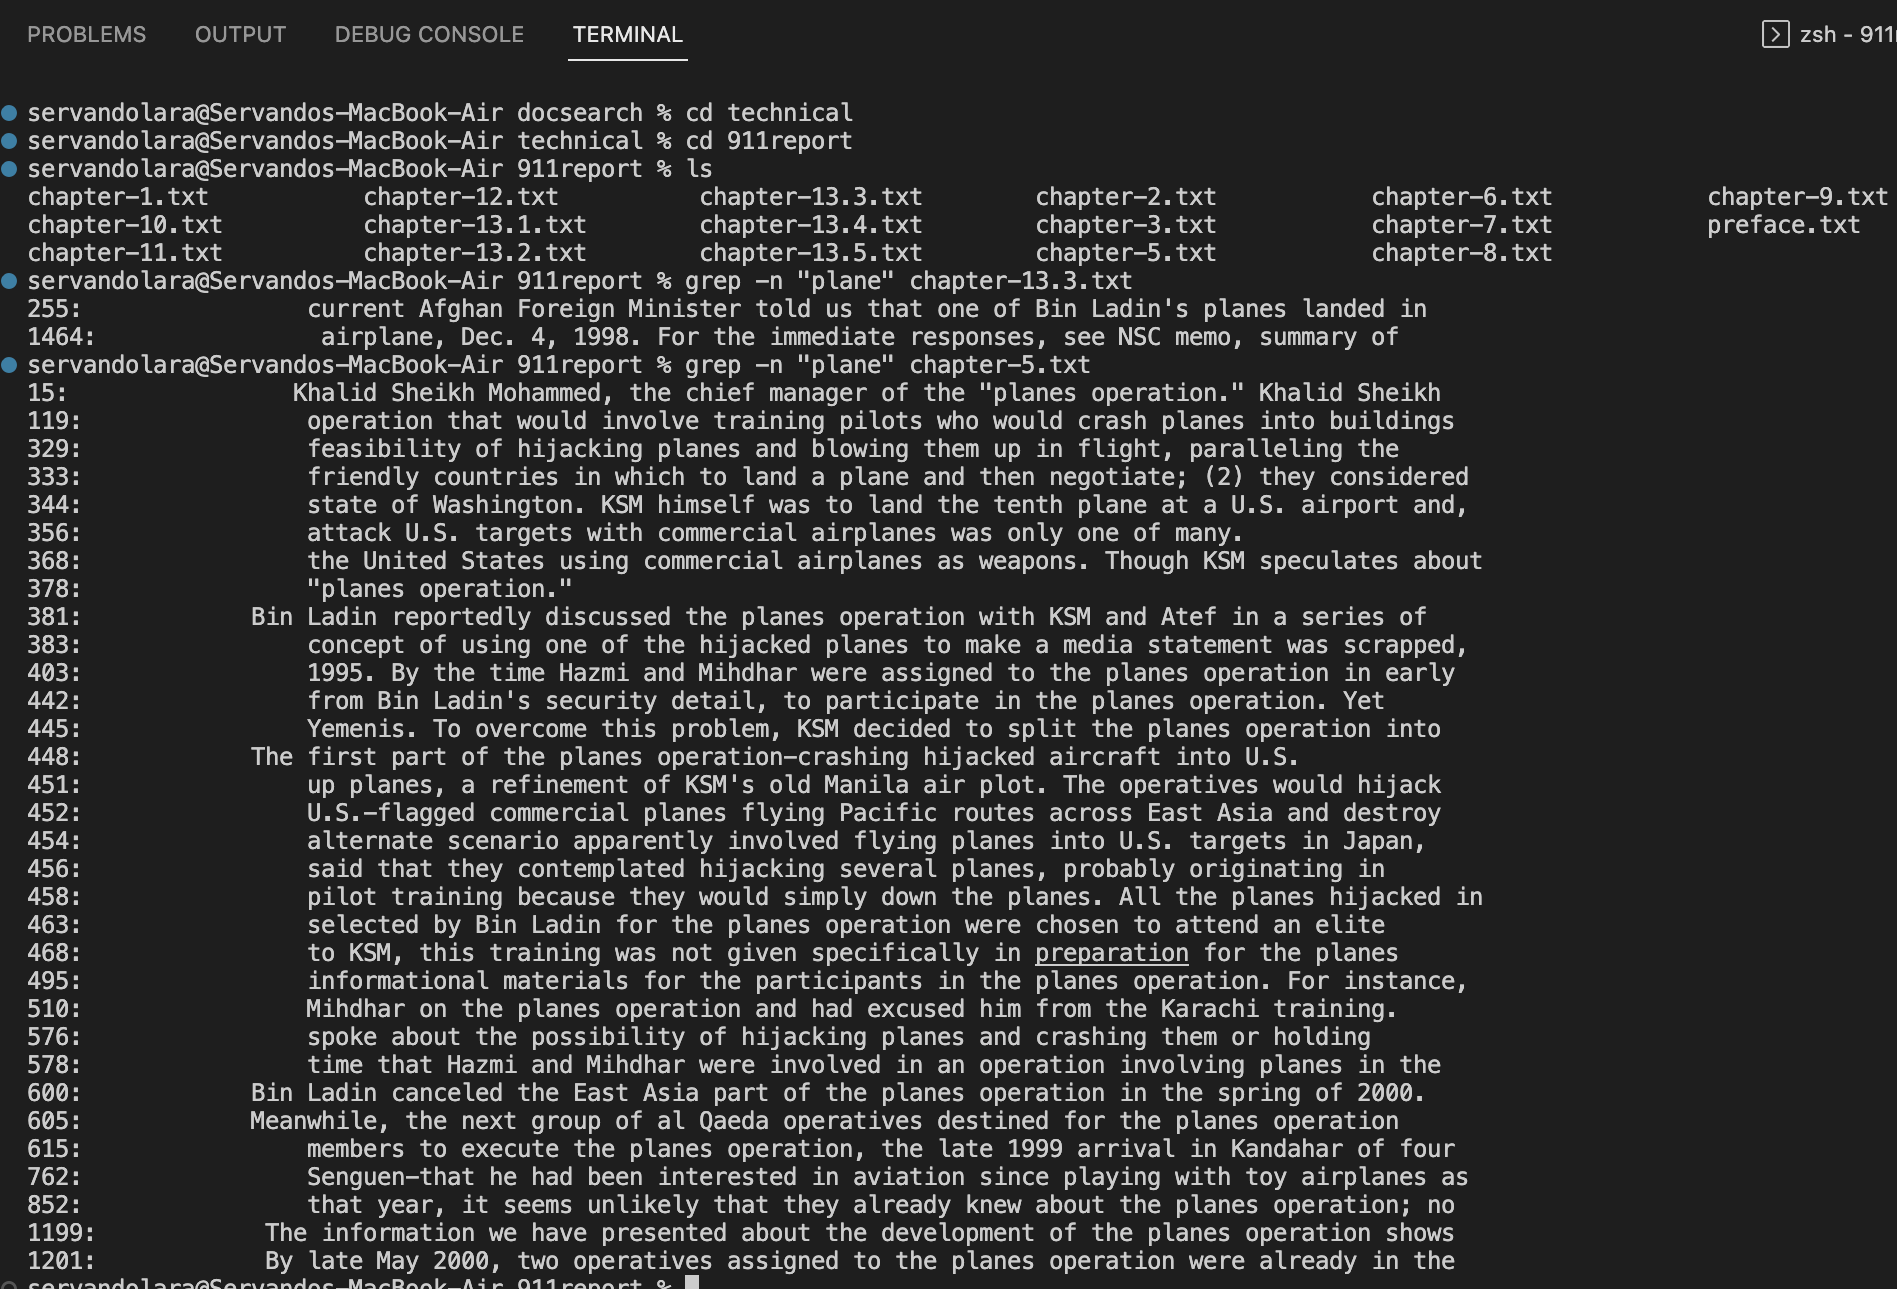 PROBLEMS OUTPUT DEBUG CONSOLE TERMINAL zsh - 911
servandolara@Servandos-MacBook-Air docsearch % cd technical
servandolara@Servandos-MacBook-Air technical % cd 911report
servandolara@Servandos-MacBook-Air 911report % ls
chapter-1.txt chapter-12.txt chapter-13.3.txt chapter-2.txt chapter-6.txt chapter-9.txt
chapter-10.txt chapter-13.1.txt chapter-13.4.txt chapter-3.txt chapter-7.txt preface.txt
chapter-11.txt chapter-13.2.txt chapter-13.5.txt chapter-5.txt chapter-8.txt
servandolara@Servandos-MacBook-Air 911report % grep -n "plane" chapter-13.3.txt
255: current Afghan Foreign Minister told us that one of Bin Ladin's planes landed in
1464: airplane, Dec. 4, 1998. For the immediate responses, see NSC memo, summary of
servandolara@Servandos-MacBook-Air 911report % grep -n "plane" chapter-5.txt
15: Khalid Sheikh Mohammed, the chief manager of the "planes operation." Khalid Sheikh
119: operation that would involve training pilots who would crash planes into buildings
329: feasibility of hijacking planes and blowing them up in flight, paralleling the
333: friendly countries in which to land a plane and then negotiate; (2) they considered
344: state of Washington. KSM himself was to land the tenth plane at a U.S. airport and,
356: attack U.S. targets with commercial airplanes was only one of many.
368: the United States using commercial airplanes as weapons. Though KSM speculates about
378: "planes operation."
381: Bin Ladin reportedly discussed the planes operation with KSM and Atef in a series of
383: concept of using one of the hijacked planes to make a media statement was scrapped,
403: 1995. By the time Hazmi and Mihdhar were assigned to the planes operation in early
442: from Bin Ladin's security detail, to participate in the planes operation. Yet
445: Yemenis. To overcome this problem, KSM decided to split the planes operation into
448: The first part of the planes operation-crashing hijacked aircraft into U.S.
451: up planes, a refinement of KSM's old Manila air plot. The operatives would hijack
452: U.S.-flagged commercial planes flying Pacific routes across East Asia and destroy
454: alternate scenario apparently involved flying planes into U.S. targets in Japan,
456: said that they contemplated hijacking several planes, probably originating in
458: pilot training because they would simply down the planes. All the planes hijacked in
463: selected by Bin Ladin for the planes operation were chosen to attend an elite
468: to KSM, this training was not given specifically in preparation for the planes
495: informational materials for the participants in the planes operation. For instance,
510: Mihdhar on the planes operation and had excused him from the Karachi training.
576: spoke about the possibility of hijacking planes and crashing them or holding
578: time that Hazmi and Mihdhar were involved in an operation involving planes in the
600: Bin Ladin canceled the East Asia part of the planes operation in the spring of 2000.
605: Meanwhile, the next group of al Qaeda operatives destined for the planes operation
615: members to execute the planes operation, the late 1999 arrival in Kandahar of four
762: Senguen-that he had been interested in aviation since playing with toy airplanes as
852: that year, it seems unlikely that they already knew about the planes operation; no
1199: The information we have presented about the development of the planes operation shows
1201: By late May 2000, two operatives assigned to the planes operation were already in the
servandolara@Servandos-MacBook-Air 911report %